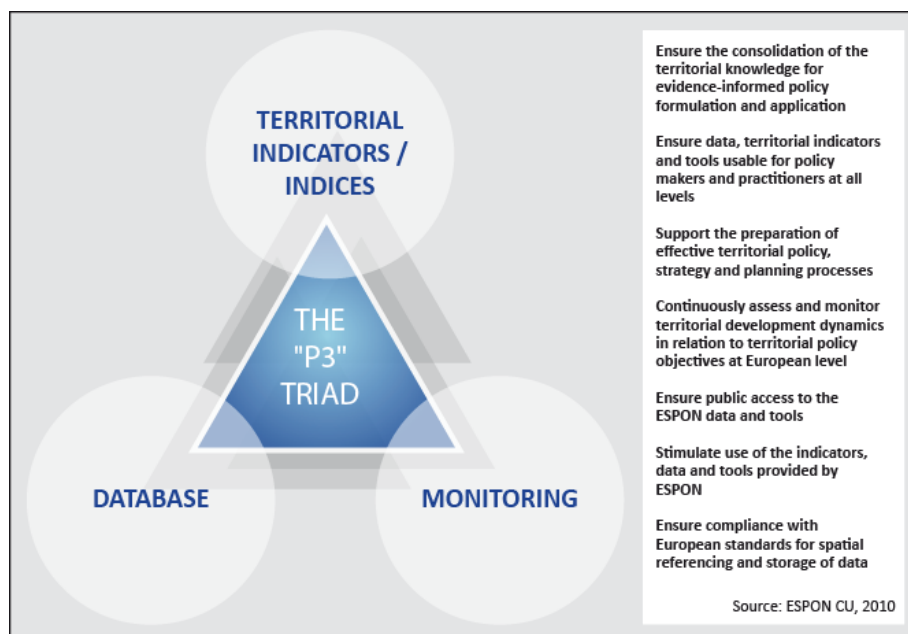 TERRITORIAL
INDICATORS /
INDICES
THE
"P3"
TRIAD
DATABASE
MONITORING
Ensure the consolidation of the
territorial knowledge for
evidence-informed policy
formulation and application
Ensure data, territorial indicators
and tools usable for policy
makers and practitioners at all
levels
Support the preparation of
effective territorial policy,
strategy and planning processes
Continuously assess and monitor
territorial development dynamics
in relation to territorial policy
objectives at European level
Ensure public access to the
ESPON data and tools
Stimulate use of the indicators,
data and tools provided by
ESPON
Ensure compliance with
European standards for spatial
referencing and storage of data
Source: ESPON CU, 2010